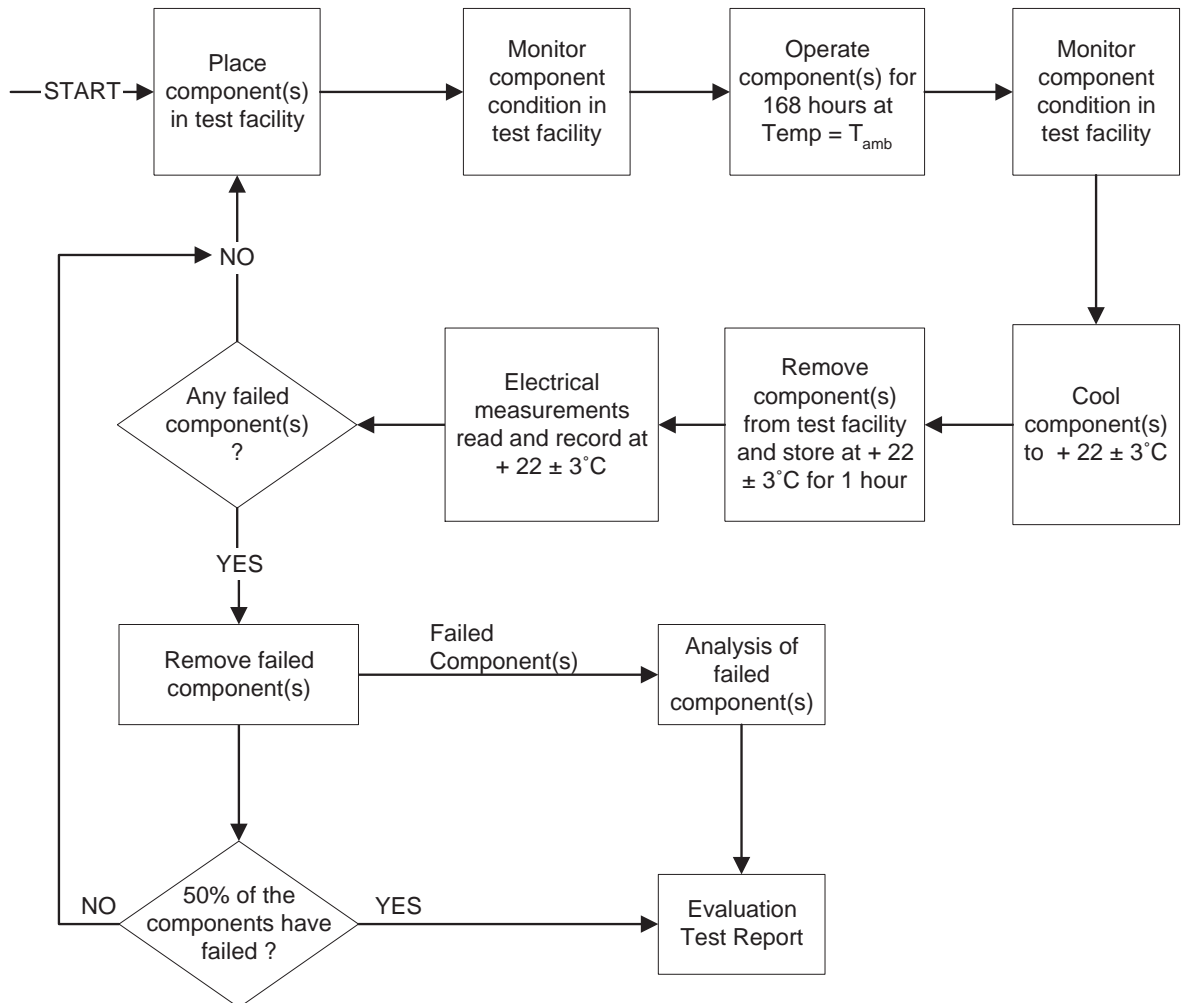 START
Place
component(s)
in test facility
Monitor
component
condition in
test facility
Operate
component(s) for
168 hours at
Temp = Tamb
Monitor
component
condition in
test facility
NO
Any failed
component(s)
?
Electrical
measurements
read and record at
+ 22 ± 3˚C
Remove
component(s)
from test facility
and store at + 22
± 3˚C for 1 hour
Cool
component(s)
to + 22 ± 3˚C
YES
Remove failed
component(s)
Failed
Component(s)
Analysis of
failed
component(s)
NO
50% of the
components have
failed ?
YES
Evaluation
Test Report